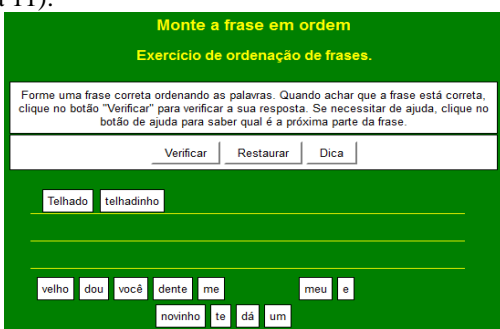 a 11).
Monte a frase em ordem
Exercicio de ordenação de frases.
Forme uma frase correta ordenando as palavras. Quando achar que a frase está correta,
clique no botão "Verificar" para verificar a sua resposta. Se necessitar de ajuda, clique no
botão de ajuda para saber qual é a próxima parte da frase.
Verificar Restaurar Dica
Telhado telhadinho
velho dou você dente me meu e
novinho te dá um